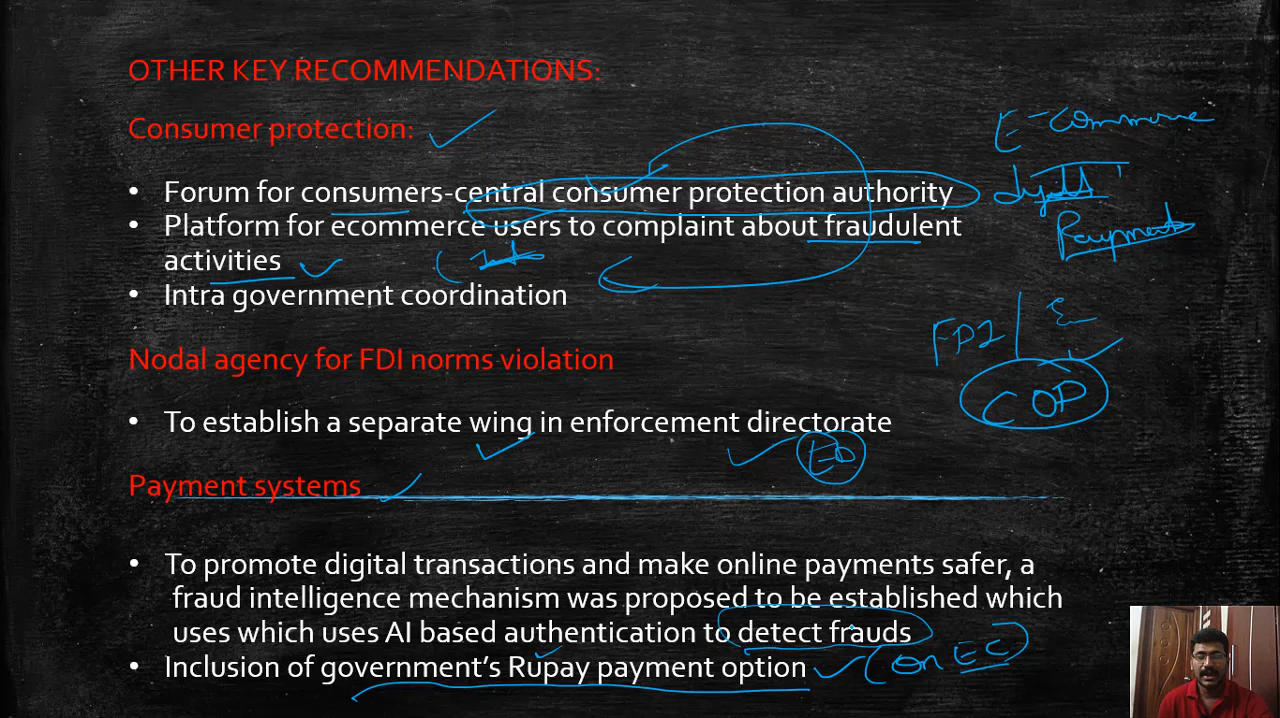 OTHER KEY RECOMMENDATIONS:
Consumer protection:
E-Commerce
• Forum for consumers-central consumer protection authority
• Platform for ecommerce users to complaint about fraudulent
Payments
activities
• Intra government coordination
Nodal agency for FDI norms violation
COP
• To establish a separate wing in enforcement directorate
ED
Payment systems
• To promote digital transactions and make online payments safer, a
fraud intelligence mechanism was proposed to be established which
uses which uses AI based authentication to detect frauds
• Inclusion of government's Rupay payment option
(on EC)